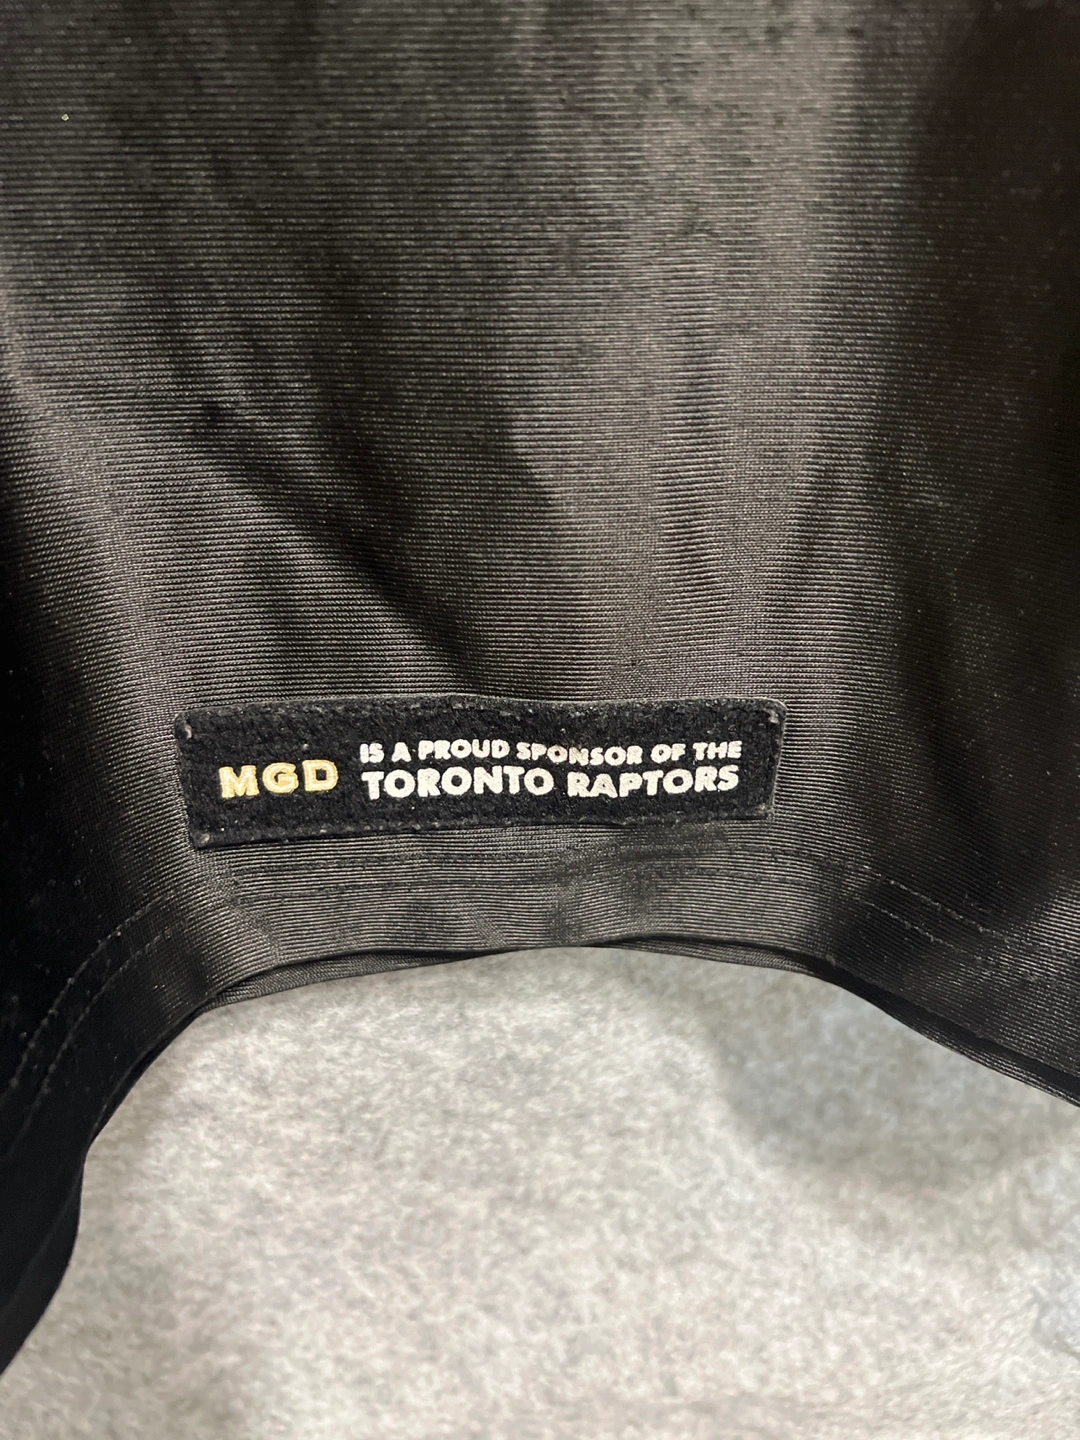 MGD
IS A PROUD SPONSOR OF THE
TORONTO RAPTORS